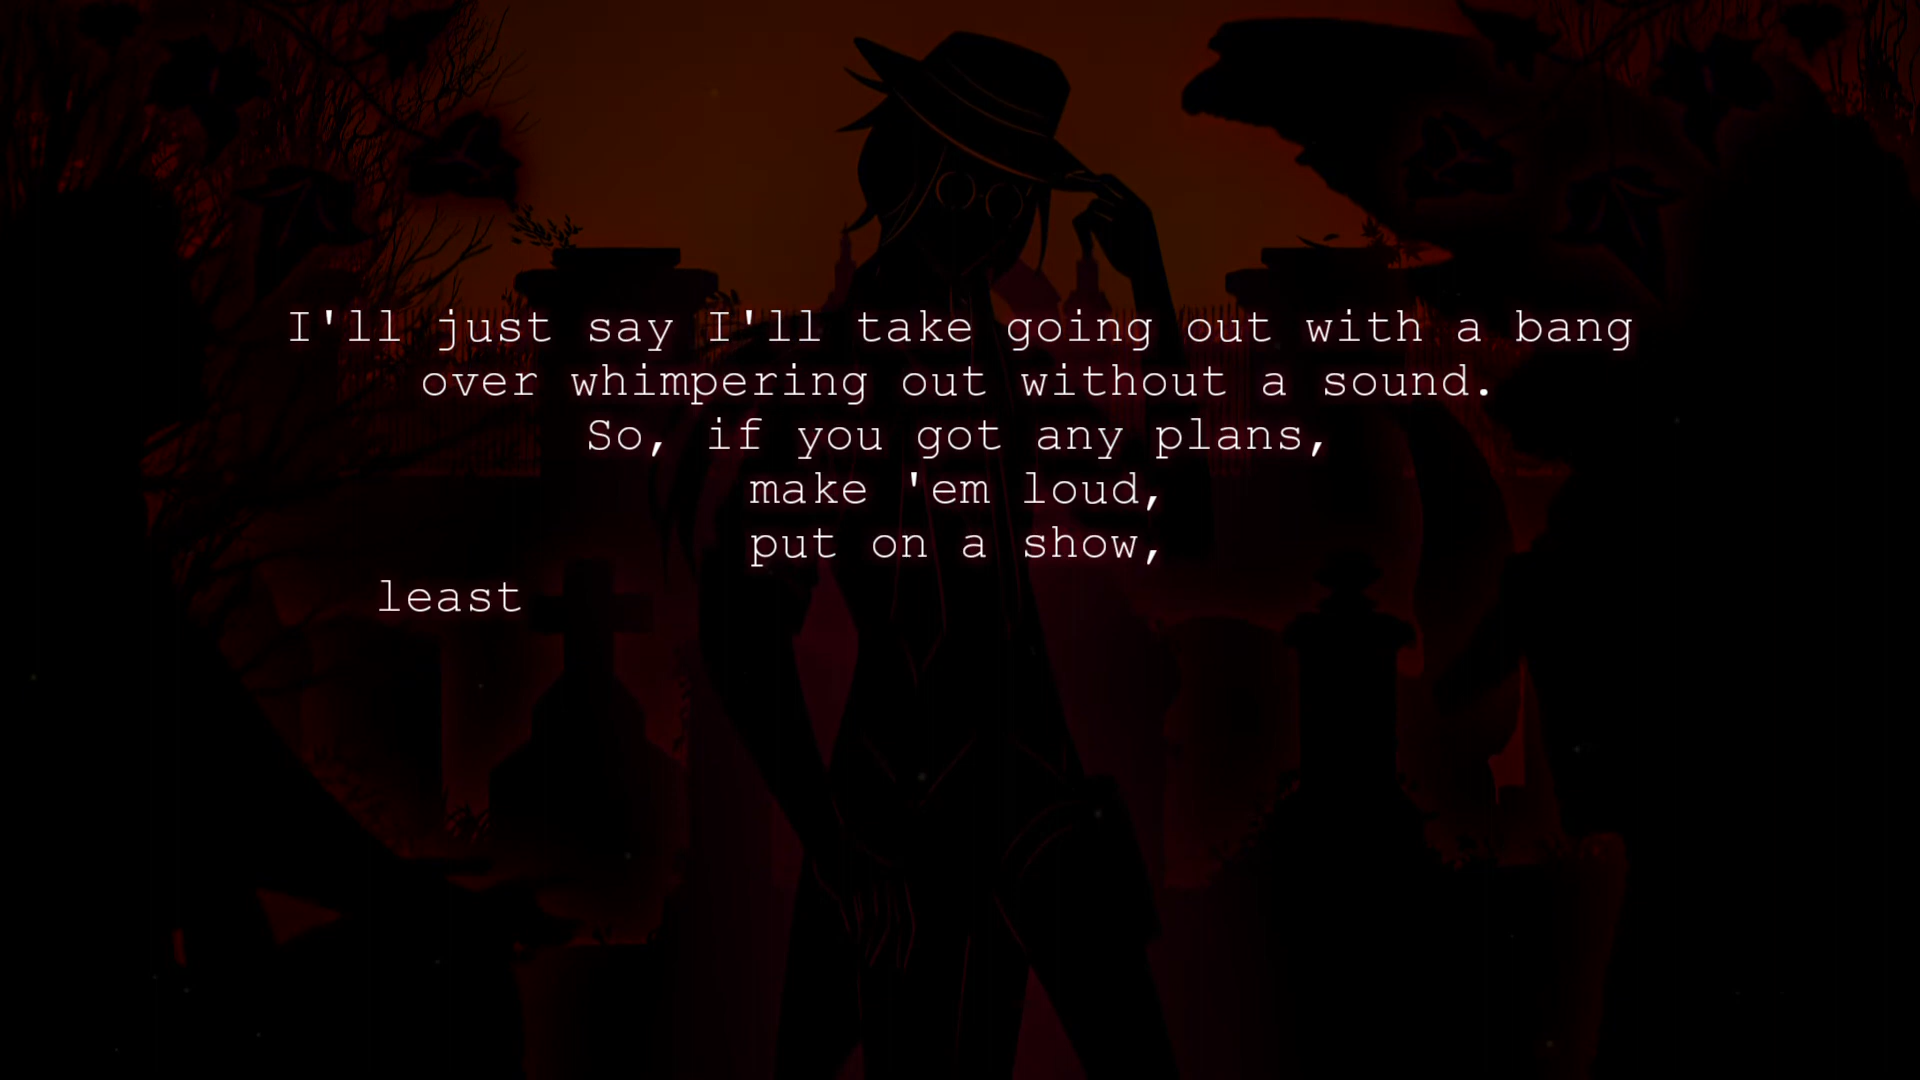 I'll just say I'll take going out with a bang
over whimpering out without a sound.
So, if you got any plans,
make 'em loud,
put on a show,
least